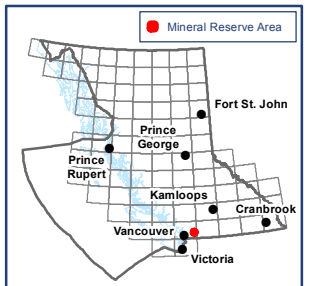 Mineral Reserve Area
Fort St. John
Prince
George
Prince
Rupert
Kamloops
Cranbrook
Vancouver
Victoria